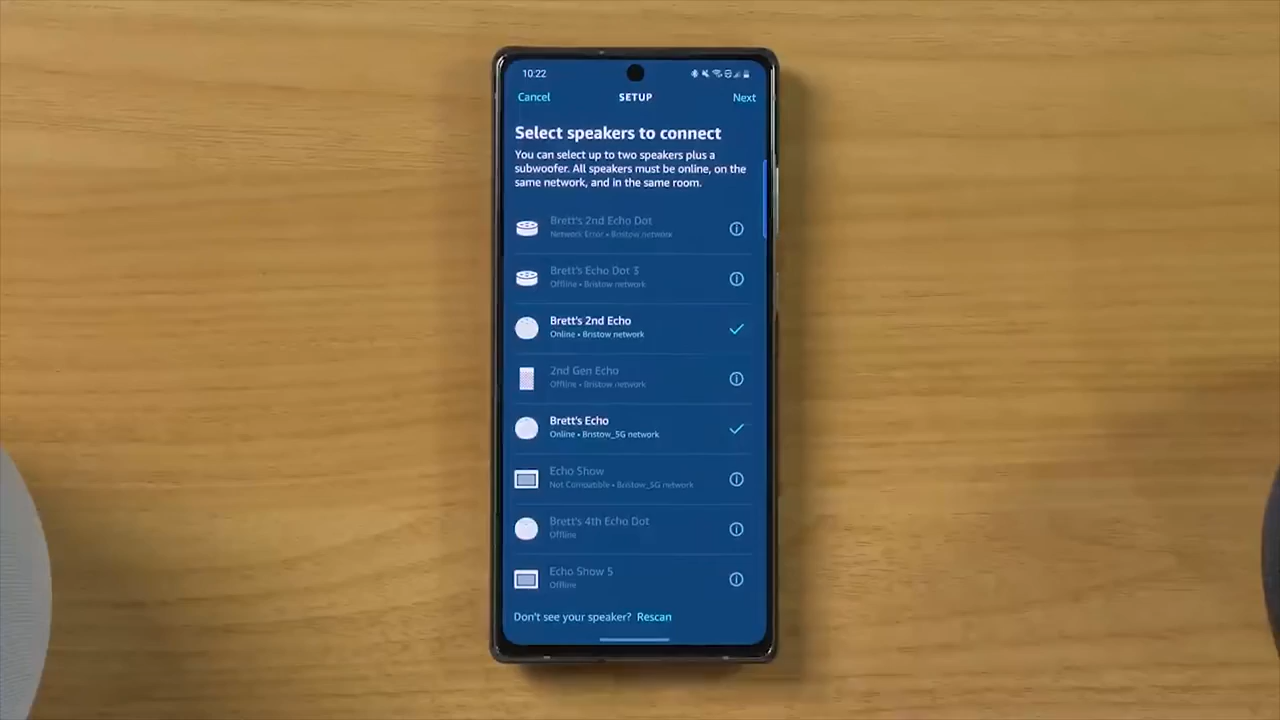 10:22
Cancel SETUP Next
Select speakers to connect
You can select up to two speakers plus a
subwoofer. All speakers must be online, on the
same network, and in the same room.
Brett's 2nd Echo Dot
Network Error • Bristow network
Brett's Echo Dot 3
Offline • Bristow network
Brett's 2nd Echo
Online • Bristow network
2nd Gen Echo
Offline • Bristow network
Brett's Echo
Online • Bristow_5G network
Echo Show
Not Compatible • Bristow_5G network
Brett's 4th Echo Dot
Offline
Echo Show 5
Offline
Don't see your speaker? Rescan